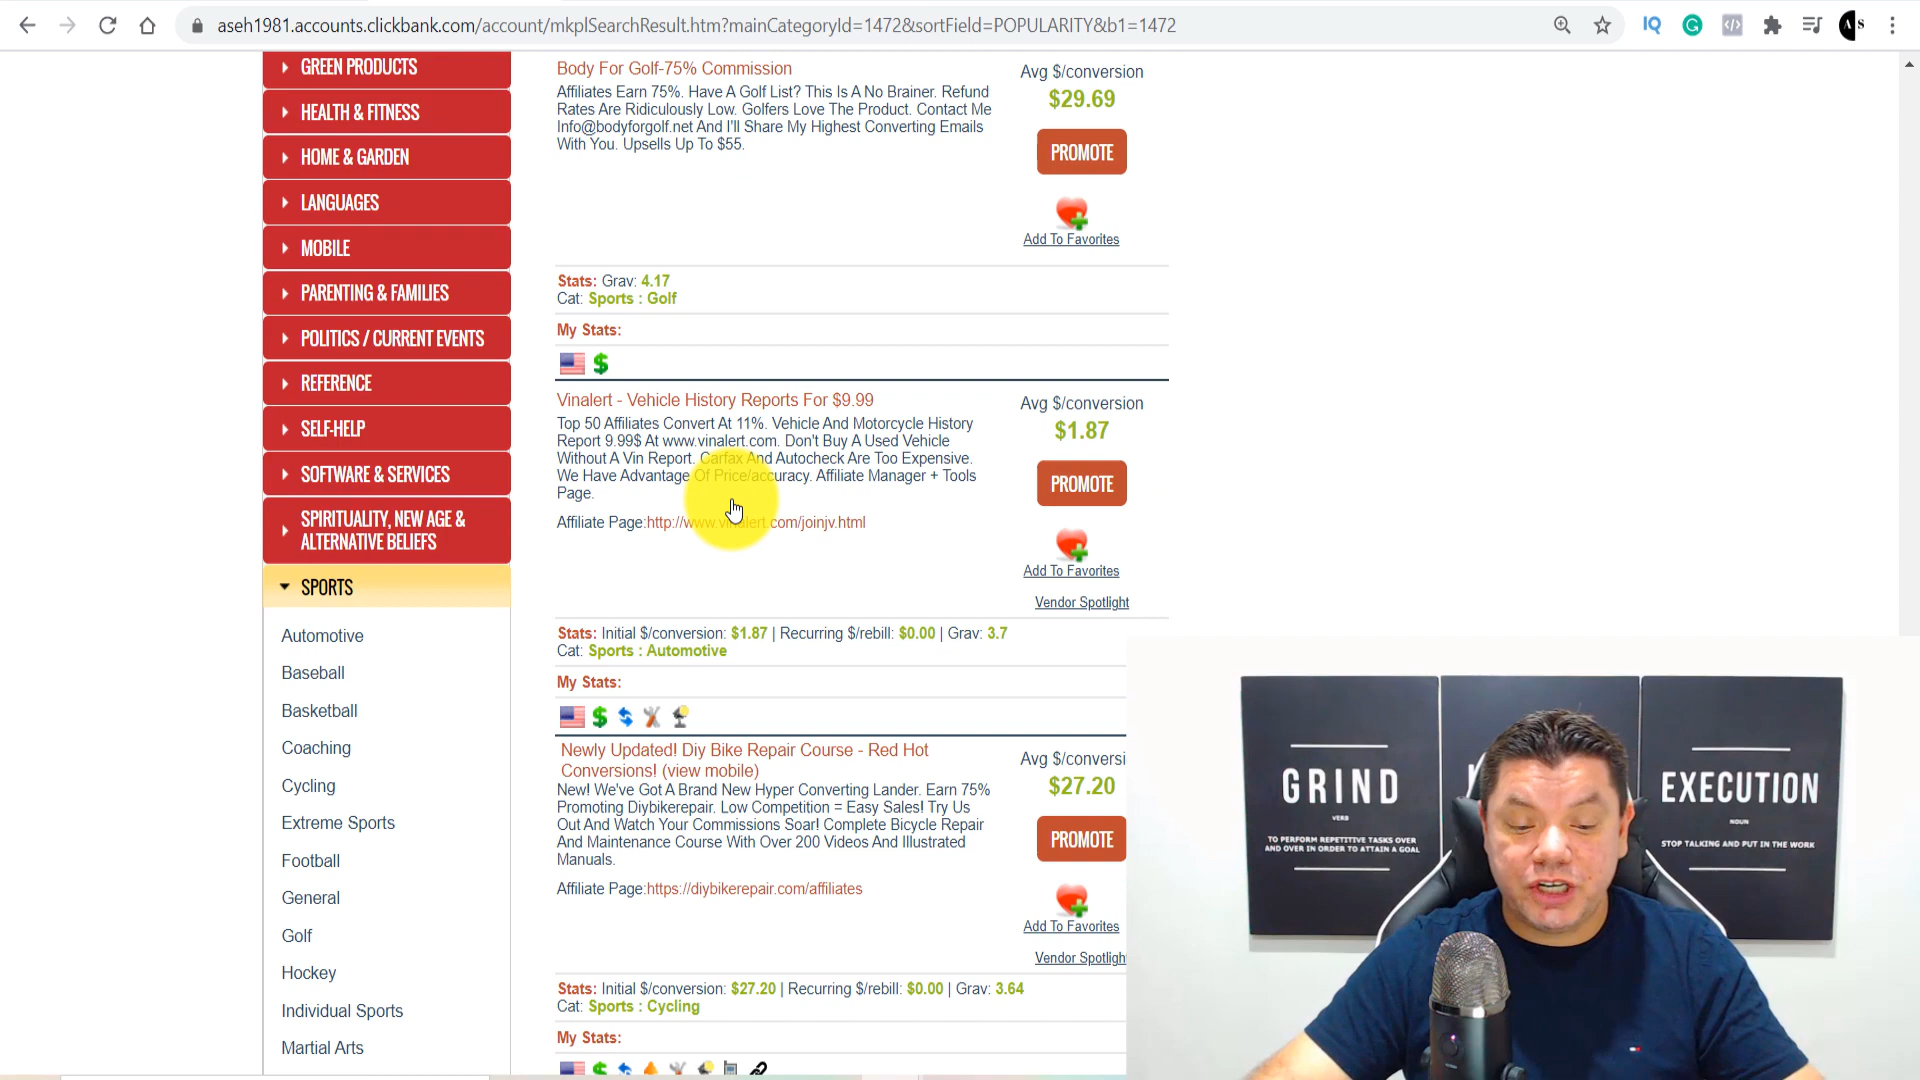 aseh1981.accounts.clickbank.com/account/mkplSearchResult.htm?mainCategoryId=1472&sortField=POPULARITY&b1=1472
GREEN PRODUCTS
HEALTH & FITNESS
HOME & GARDEN
LANGUAGES
MOBILE
PARENTING & FAMILIES
POLITICS / CURRENT EVENTS
REFERENCE
SELF-HELP
SOFTWARE & SERVICES
SPIRITUALITY, NEW AGE &
ALTERNATIVE BELIEFS
SPORTS
Automotive
Baseball
Basketball
Coaching
Cycling
Extreme Sports
Football
General
Golf
Hockey
Individual Sports
Martial Arts
Body For Golf-75% Commission
Affiliates Earn 75%. Have A Golf List? This Is A No Brainer. Refund
Rates Are Ridiculously Low. Golfers Love The Product. Contact Me
Info@bodyforgolf.net And I'll Share My Highest Converting Emails
With You. Upsells Up To $55.
Avg $/conversion
$29.69
PROMOTE
Add To Favorites
Stats: Grav: 4.17
Cat: Sports : Golf
My Stats:
Vinalert - Vehicle History Reports For $9.99
Top 50 Affiliates Convert At 11%. Vehicle And Motorcycle History
Report 9.99$ At www.vinalert.com. Don't Buy A Used Vehicle
Without A Vin Report. Carfax And Autocheck Are Too Expensive.
We Have Advantage Of Price/accuracy. Affiliate Manager + Tools
Page.
Affiliate Page:http://www.vinalert.com/joinjv.html
Avg $/conversion
$1.87
PROMOTE
Add To Favorites
Vendor Spotlight
Stats: Initial $/conversion: $1.87 | Recurring $/rebill: $0.00 | Grav: 3.7
Cat: Sports : Automotive
My Stats:
Newly Updated! Diy Bike Repair Course - Red Hot
Conversions! (view mobile)
New! We've Got A Brand New Hyper Converting Lander. Earn 75%
Promoting Diybikerepair. Low Competition = Easy Sales! Try Us
Out And Watch Your Commissions Soar! Complete Bicycle Repair
And Maintenance Course With Over 200 Videos And Illustrated
Manuals.
Affiliate Page:https://diybikerepair.com/affiliates
Avg $/conversi
$27.20
PROMOTE
Add To Favorites
Vendor Spotligh
Stats: Initial $/conversion: $27.20 | Recurring $/rebill: $0.00 | Grav: 3.64
Cat: Sports : Cycling
My Stats:
GRIND
VERB
TO PERFORM REPETITIVE TASKS OVER
AND OVER IN ORDER TO ATTAIN A GOAL
EXECUTION
NOUN
STOP TALKING AND PUT IN THE WORK